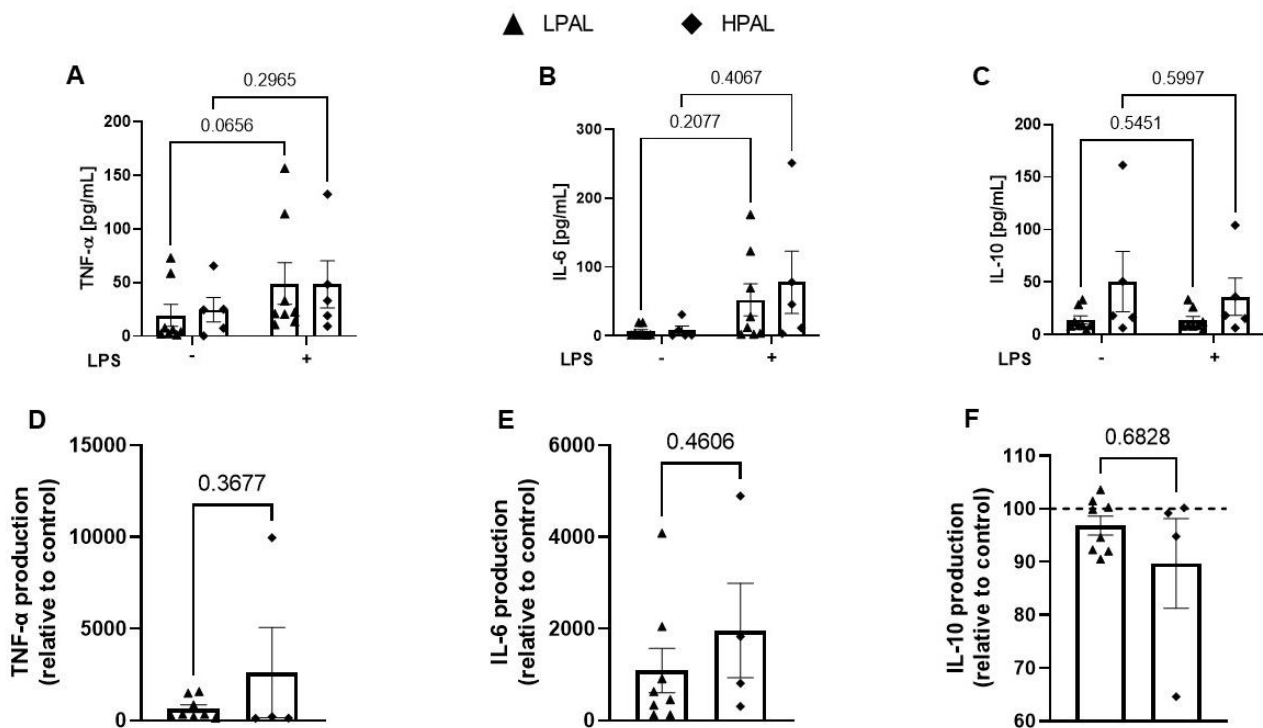 LPAL HPAL
A
0.2965
0.0656
TNF-α [pg/mL]
200
150
100
50
0
LPS - +
B
0.4067
0.2077
IL-6 [pg/mL]
300
200
100
0
- +
C
0.5997
0.5451
IL-10 [pg/mL]
200
150
100
50
0
LPS - +
D
0.3677
TNF-α production
(relative to control)
15000
10000
5000
0
E
0.4606
IL-6 production
(relative to control)
6000
4000
2000
0
F
0.6828
IL-10 production
(relative to control)
110
100
90
80
70
60